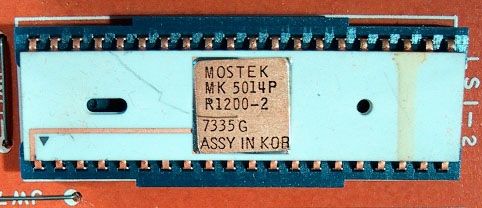 MOSTEK
MK 5014P
R1200-2
7335G
ASSY IN KOR
LSI-2